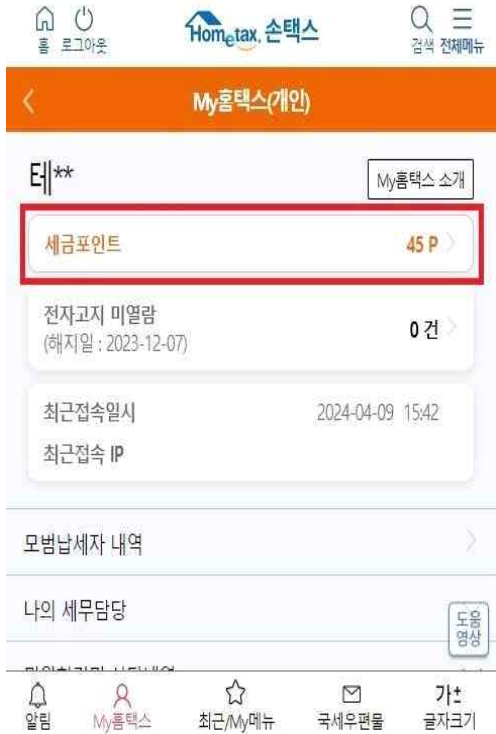 홈 로그아웃
Hometax. 손택스
검색 전체메뉴
My홈택스(개인)
테**
My홈택스 소개
세금포인트 45 P
전자고지 미열람
(해지일 : 2023-12-07)
0 건
최근접속일시 2024-04-09 15:42
최근접속 IP
모범납세자 내역
나의 세무담당
도움
영상
알림 My홈택스 최근/My메뉴 국세우편물 글자크기
가±